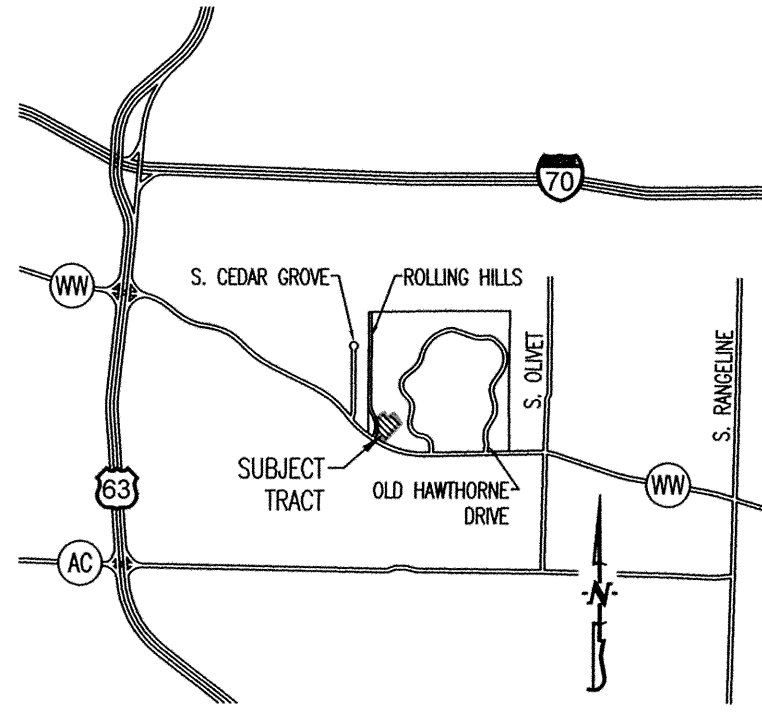 70
WW
S. CEDAR GROVE
ROLLING HILLS
S. OLIVET
S. RANGELINE
SUBJECT
TRACT
OLD HAWTHORNE
DRIVE
WW
63
AC
N